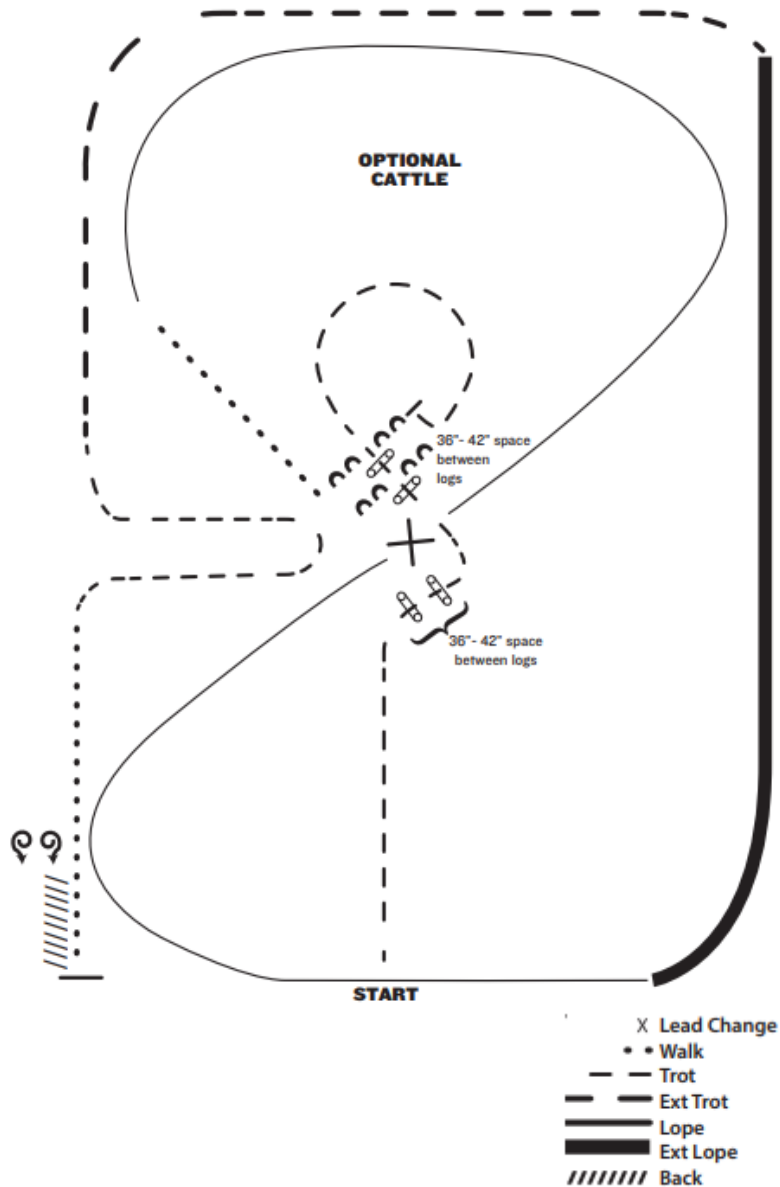 OPTIONAL
CATTLE
36"- 42" space
between
logs
36"- 42" space
between logs
START
X Lead Change
Walk
Trot
Ext Trot
Lope
Ext Lope
Back